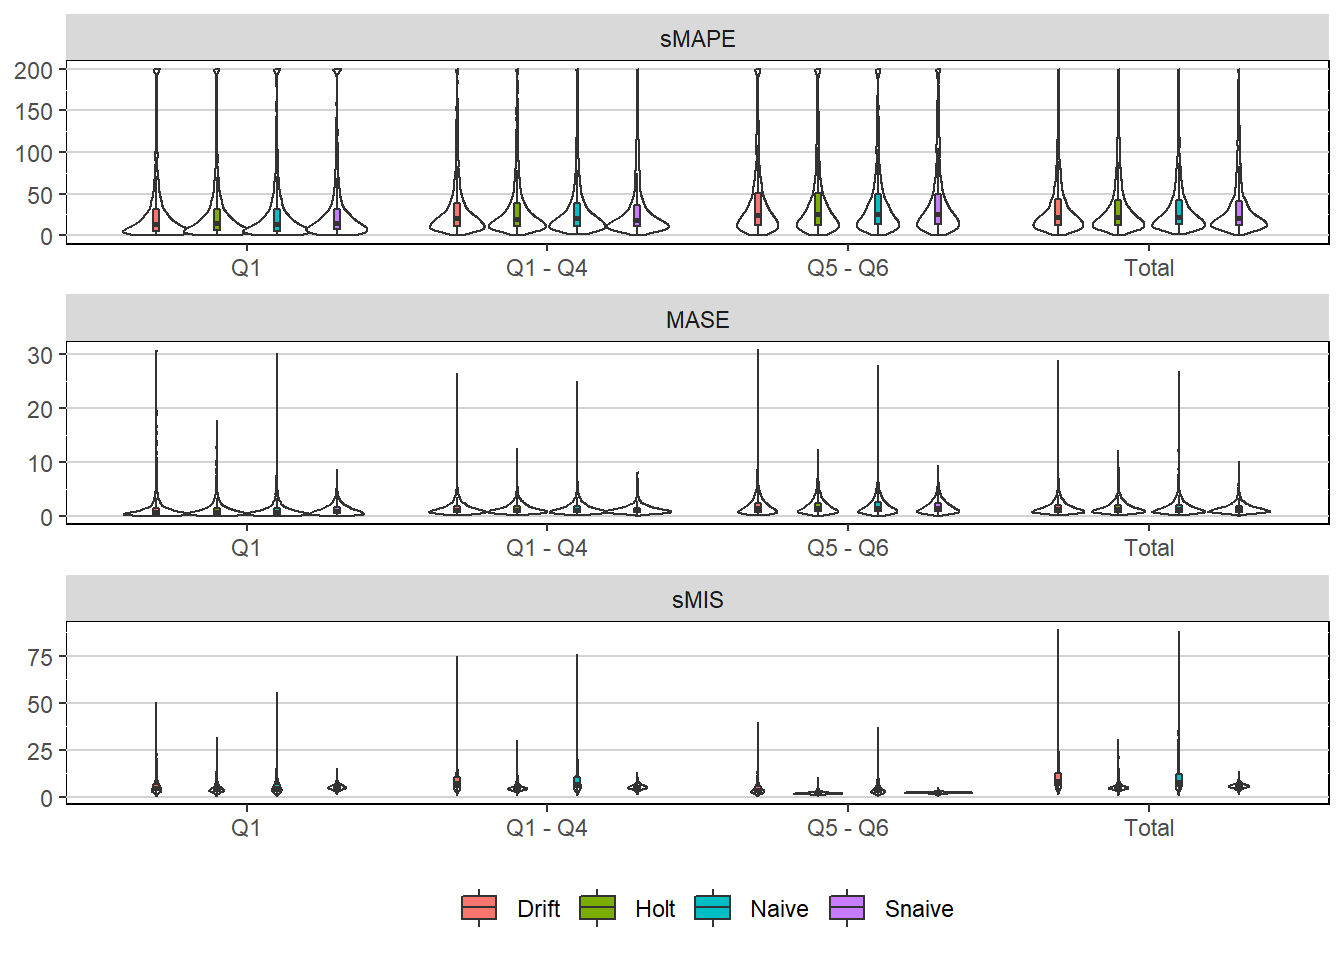 sMAPE
200
150
100
50
0
Q1 Q1 - Q4 Q5 - Q6 Total
MASE
30
20
10
0
Q1 Q1 - Q4 Q5 - Q6 Total
sMIS
75
50
25
0
Q1 Q1 - Q4 Q5 - Q6 Total
Drift Holt Naive Snaive